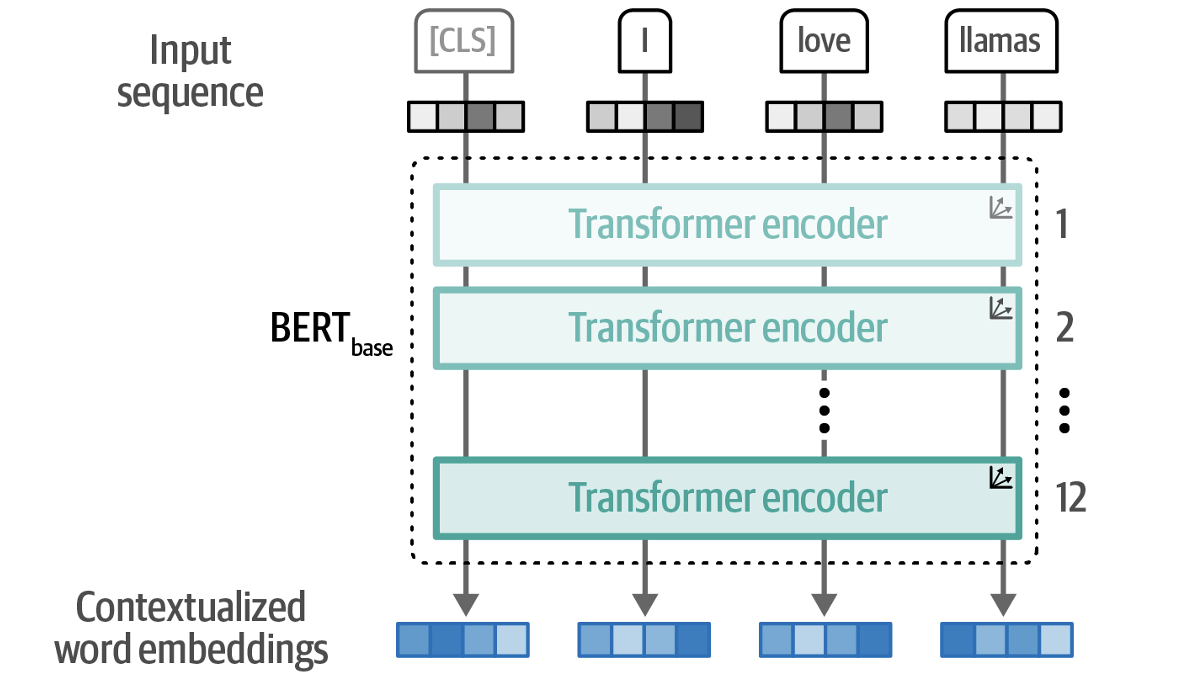 Input
sequence
[CLS]
I
love
llamas
Transformer encoder
1
BERT base
Transformer encoder
2
Transformer encoder
12
Contextualized
word embeddings